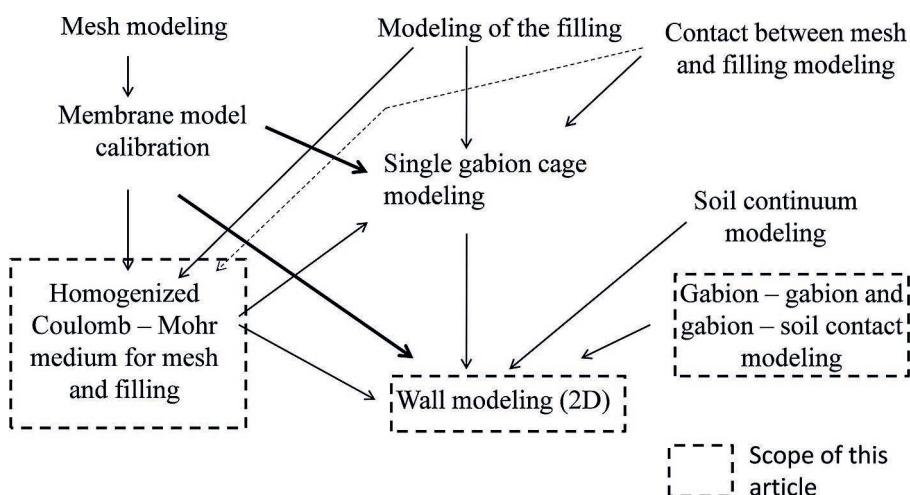 Mesh modeling
Modeling of the filling
Contact between mesh
and filling modeling
Membrane model
calibration
Single gabion cage
modeling
Soil continuum
modeling
Homogenized
Coulomb – Mohr
medium for mesh
and filling
Gabion – gabion and
gabion – soil contact
modeling
Wall modeling (2D)
Scope of this
article